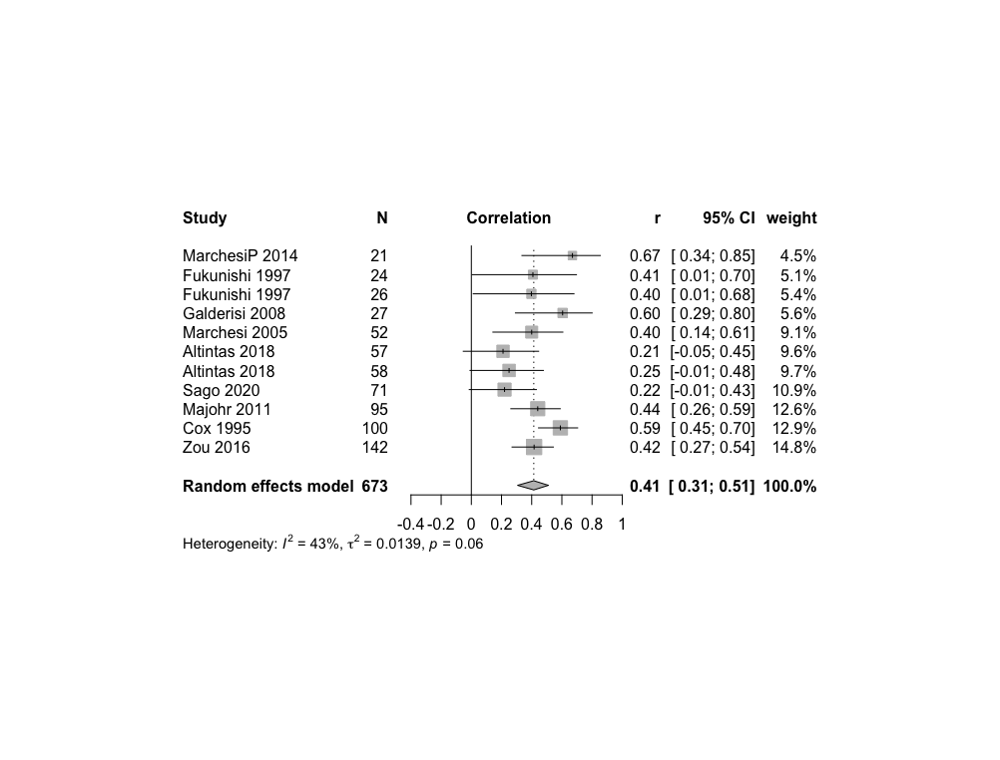 Study N Correlation r 95% CI weight
MarchesiP 2014 21 0.67 [ 0.34; 0.85] 4.5%
Fukunishi 1997 24 0.41 [ 0.01; 0.70] 5.1%
Fukunishi 1997 26 0.40 [ 0.01; 0.68] 5.4%
Galderisi 2008 27 0.60 [ 0.29; 0.80] 5.6%
Marchesi 2005 52 0.40 [ 0.14; 0.61] 9.1%
Altintas 2018 57 0.21 [-0.05; 0.45] 9.6%
Altintas 2018 58 0.25 [-0.01; 0.48] 9.7%
Sago 2020 71 0.22 [-0.01; 0.43] 10.9%
Majohr 2011 95 0.44 [ 0.26; 0.59] 12.6%
Cox 1995 100 0.59 [ 0.45; 0.70] 12.9%
Zou 2016 142 0.42 [ 0.27; 0.54] 14.8%
Random effects model 673 0.41 [ 0.31; 0.51] 100.0%
-0.4 -0.2 0 0.2 0.4 0.6 0.8 1
Heterogeneity: I² = 43%, τ² = 0.0139, p = 0.06